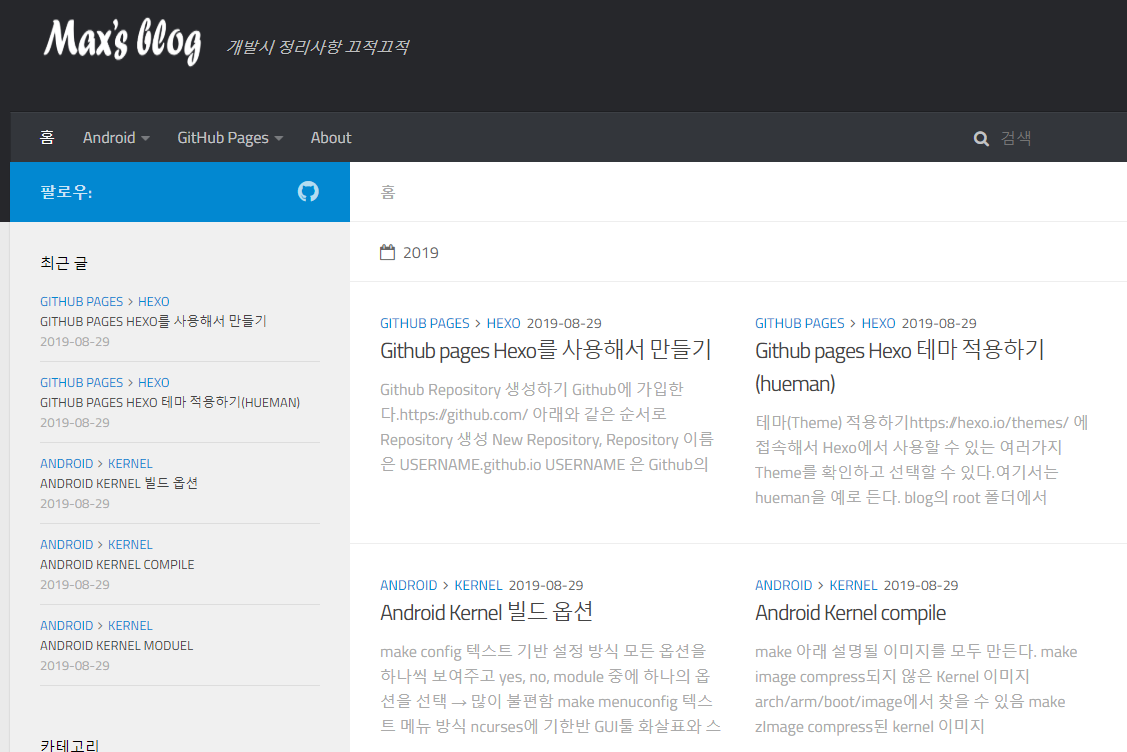 Max's blog 개발시 정리사항 끄적끄적
홈 Android GitHub Pages About 검색
팔로우:
최근 글
GITHUB PAGES > HEXO
GITHUB PAGES HEXO를 사용해서 만들기
2019-08-29
GITHUB PAGES > HEXO
GITHUB PAGES HEXO 테마 적용하기(HUEMAN)
2019-08-29
ANDROID > KERNEL
ANDROID KERNEL 빌드 옵션
2019-08-29
ANDROID > KERNEL
ANDROID KERNEL COMPILE
2019-08-29
ANDROID > KERNEL
ANDROID KERNEL MODUEL
2019-08-29
카테고리
홈
2019
GITHUB PAGES > HEXO 2019-08-29
Github pages Hexo를 사용해서 만들기
Github Repository 생성하기 Github에 가입한
다.https://github.com/ 아래와 같은 순서로
Repository 생성 New Repository, Repository 이름
은 USERNAME.github.io USERNAME 은 Github의
GITHUB PAGES > HEXO 2019-08-29
Github pages Hexo 테마 적용하기
(hueman)
테마(Theme) 적용하기https://hexo.io/themes/ 에
접속해서 Hexo에서 사용할 수 있는 여러가지
Theme를 확인하고 선택할 수 있다.여기서는
hueman을 예로 든다. blog의 root 폴더에서
ANDROID > KERNEL 2019-08-29
Android Kernel 빌드 옵션
make config 텍스트 기반 설정 방식 모든 옵션을
하나씩 보여주고 yes, no, module 중에 하나의 옵
션을 선택 → 많이 불편함 make menuconfig 텍스
트 메뉴 방식 ncurses에 기한반 GUI툴 화살표와 스
ANDROID > KERNEL 2019-08-29
Android Kernel compile
make 아래 설명될 이미지를 모두 만든다. make
image compress되지 않은 Kernel 이미지
arch/arm/boot/image에서 찾을 수 있음 make
zImage compress된 kernel 이미지